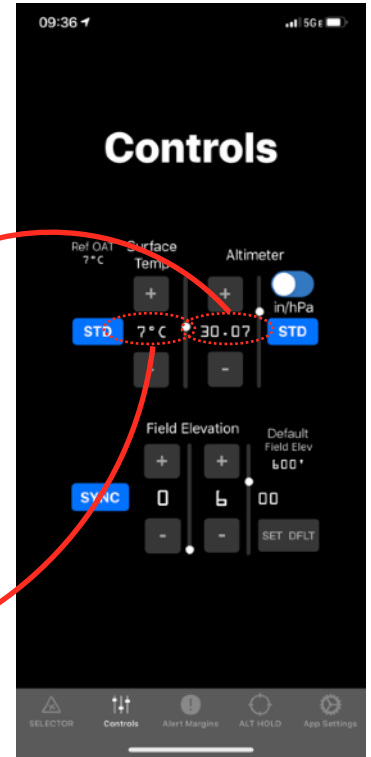 09:36 5G E
Controls
Ref OAT Surface
7°C Temp Altimeter
+ +
in/hPa
STD 7°C 30.07 STD
- -
Field Elevation Default
Field Elev
+ + 600'
SYNC 0 6 00
- - SET DFLT
SELECTOR Controls Alert Margins ALT HOLD App Settings